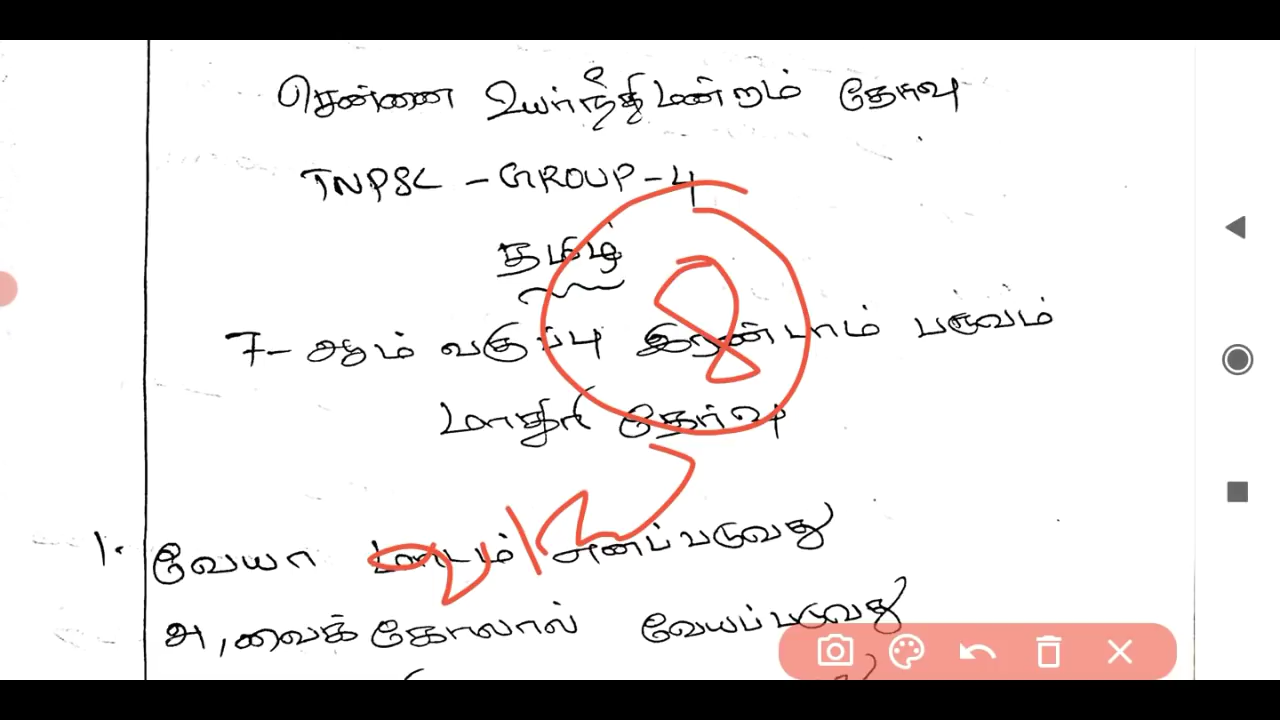 சென்னை உயர்நீதிமன்றம் தேர்வு
TNPSC - GROUP - 4
தமிழ்
7 - ஆம் வகுப்பு இரண்டாம் பருவம்
மாதிரி தேர்வு
8
1. வேயா மாடம் எனப்படுவது
அ, வைக்கோலால் வேயப்படுவது